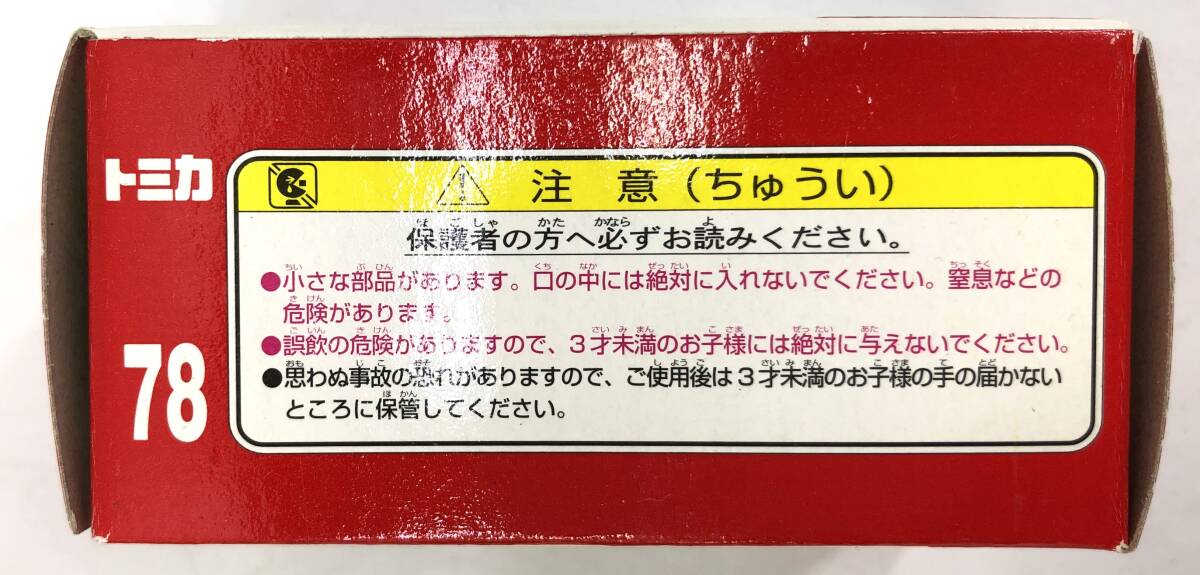 トミカ
78
注意(ちゅうい)
保護者の方へ必ずお読みください。
●小さな部品があります。口の中には絶対に入れないでください。窒息などの
危険があります。
●誤飲の危険がありますので、3才未満のお子様には絶対に与えないでください。
●思わぬ事故の恐れがありますので、ご使用後は3才未満のお子様の手の届かない
ところに保管してください。